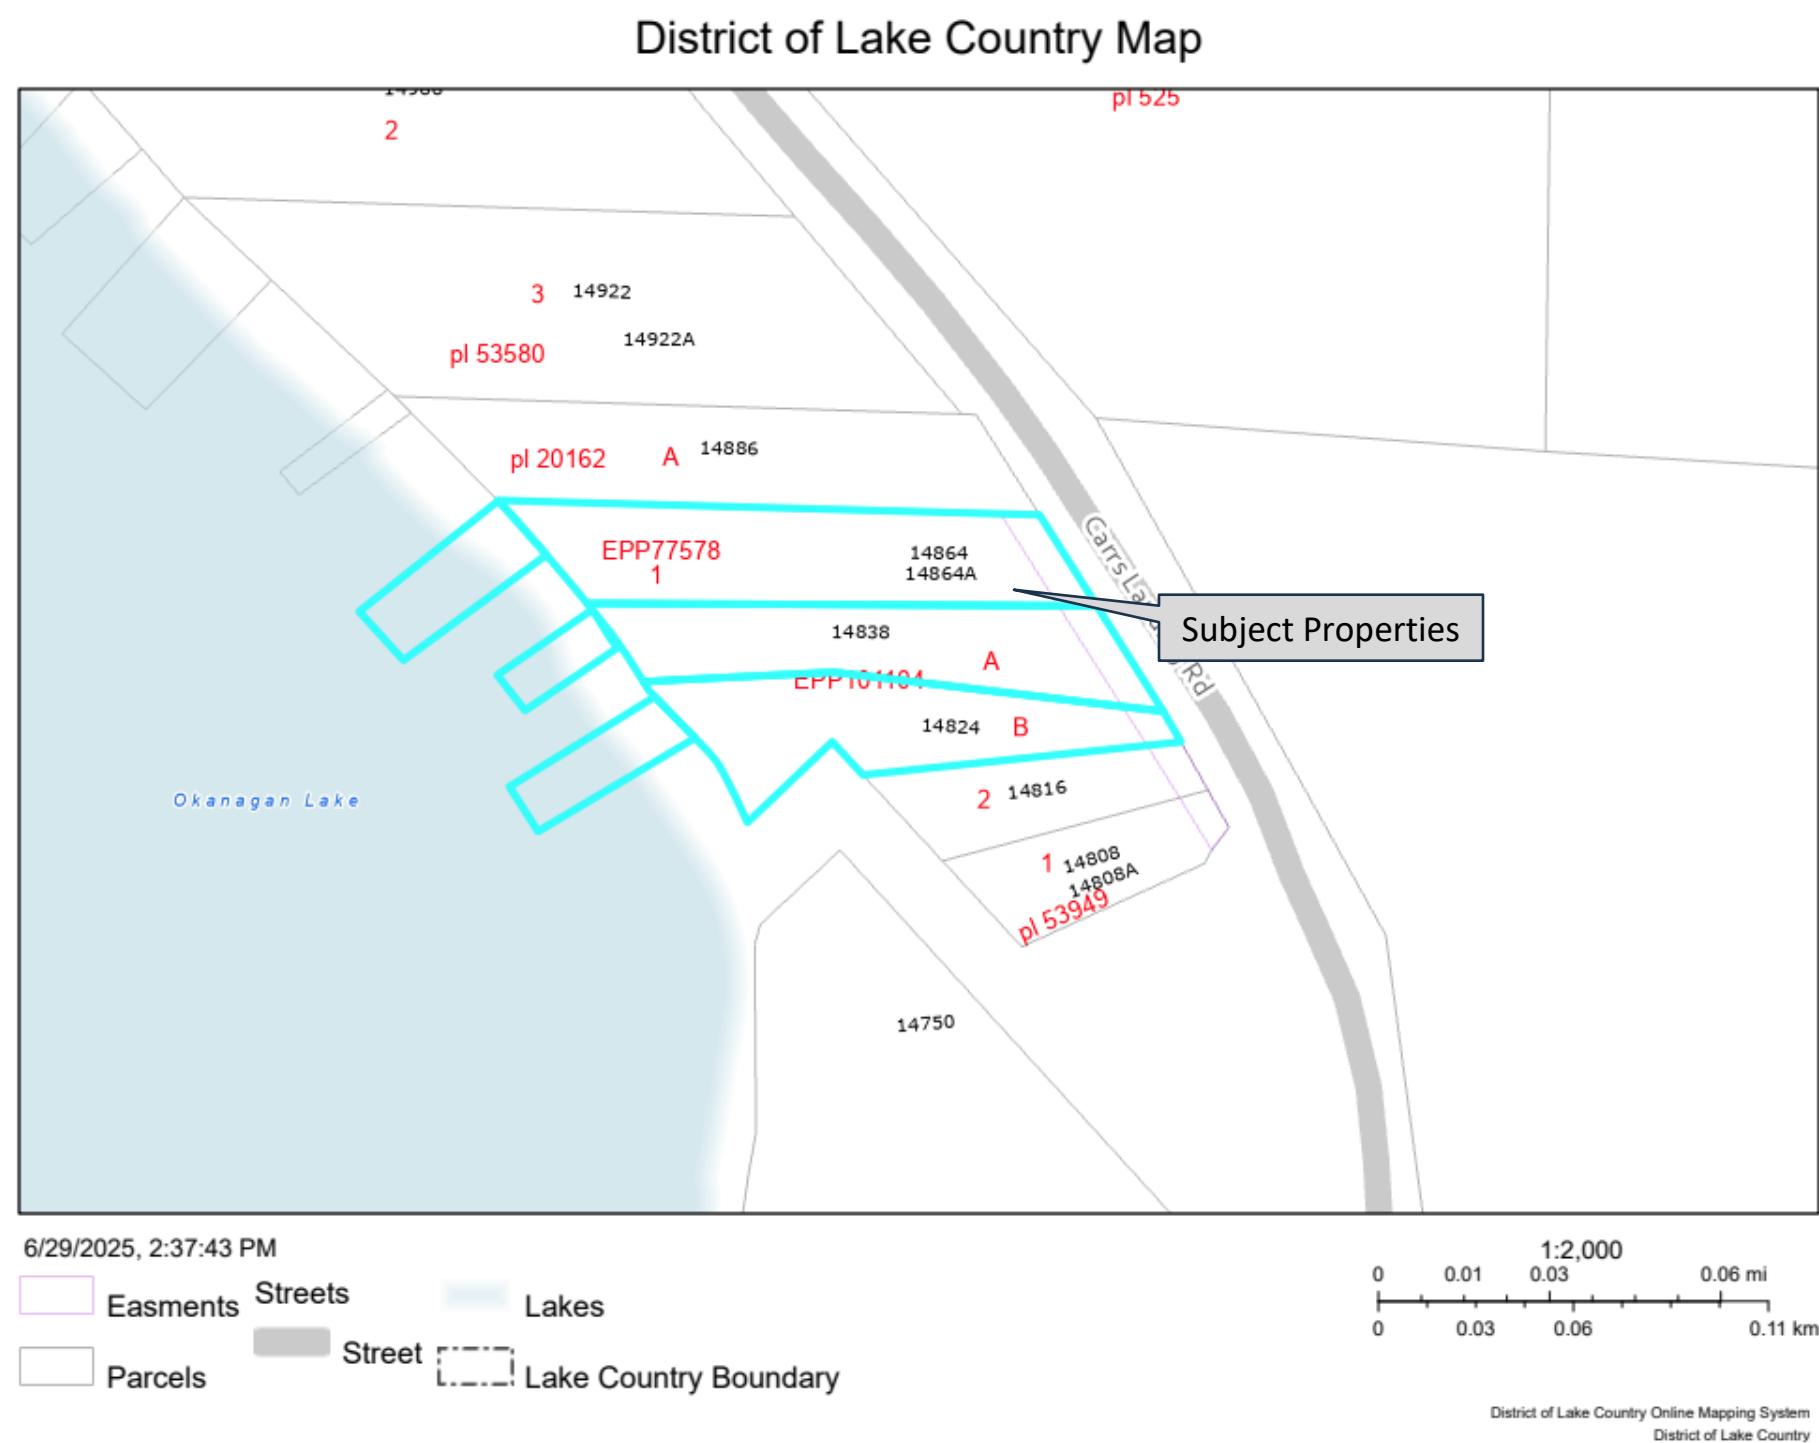 District of Lake Country Map
14988
pl 525
2
3 14922
14922A
pl 53580
pl 20162 A 14886
EPP77578
1
14864
14864A
Subject Properties
14838
A
14824 B
2 14816
1 14808
14808A
pl 53949
Okanagan Lake
14750
6/29/2025, 2:37:43 PM
Easments
Parcels
Streets
Street
Lakes
Lake Country Boundary
1:2,000
0 0.01 0.03 0.06 mi
0 0.03 0.06 0.11 km
District of Lake Country Online Mapping System
District of Lake Country